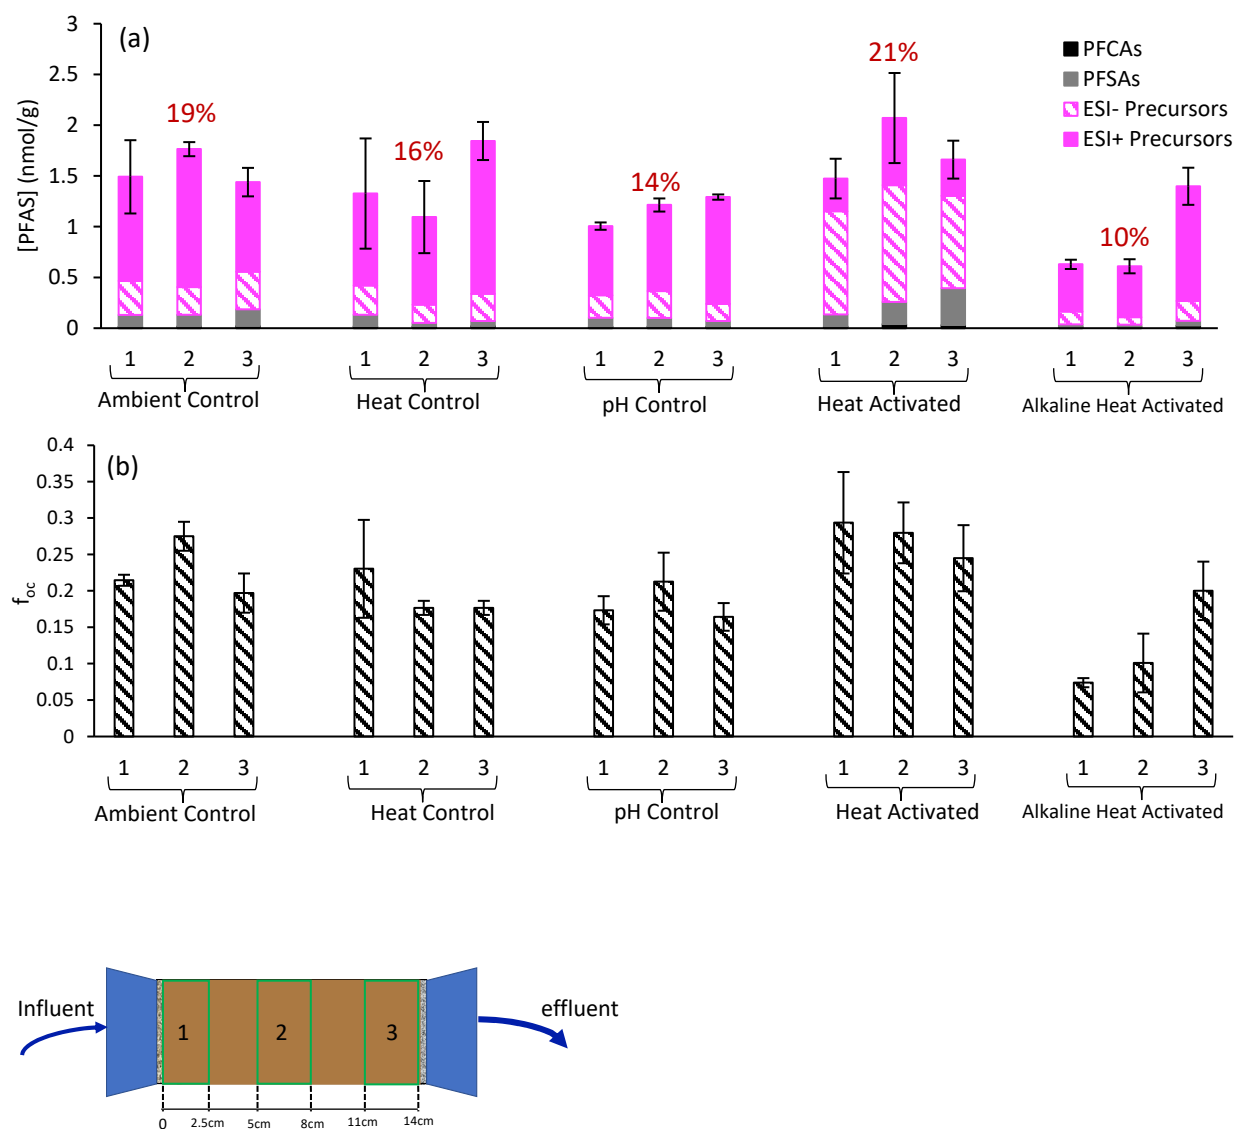 (a)
[PFAS] (nmol/g)
3
2.5
2
1.5
1
0.5
0
19%
16%
14%
21%
10%
PFCAs
PFSAs
ESI- Precursors
ESI+ Precursors
1 2 3 1 2 3 1 2 3 1 2 3 1 2 3
Ambient Control Heat Control pH Control Heat Activated Alkaline Heat Activated
(b)
foc
0.4
0.35
0.3
0.25
0.2
0.15
0.1
0.05
0
1 2 3 1 2 3 1 2 3 1 2 3 1 2 3
Ambient Control Heat Control pH Control Heat Activated Alkaline Heat Activated
Influent
1 2 3
effluent
0 2.5cm 5cm 8cm 11cm 14cm